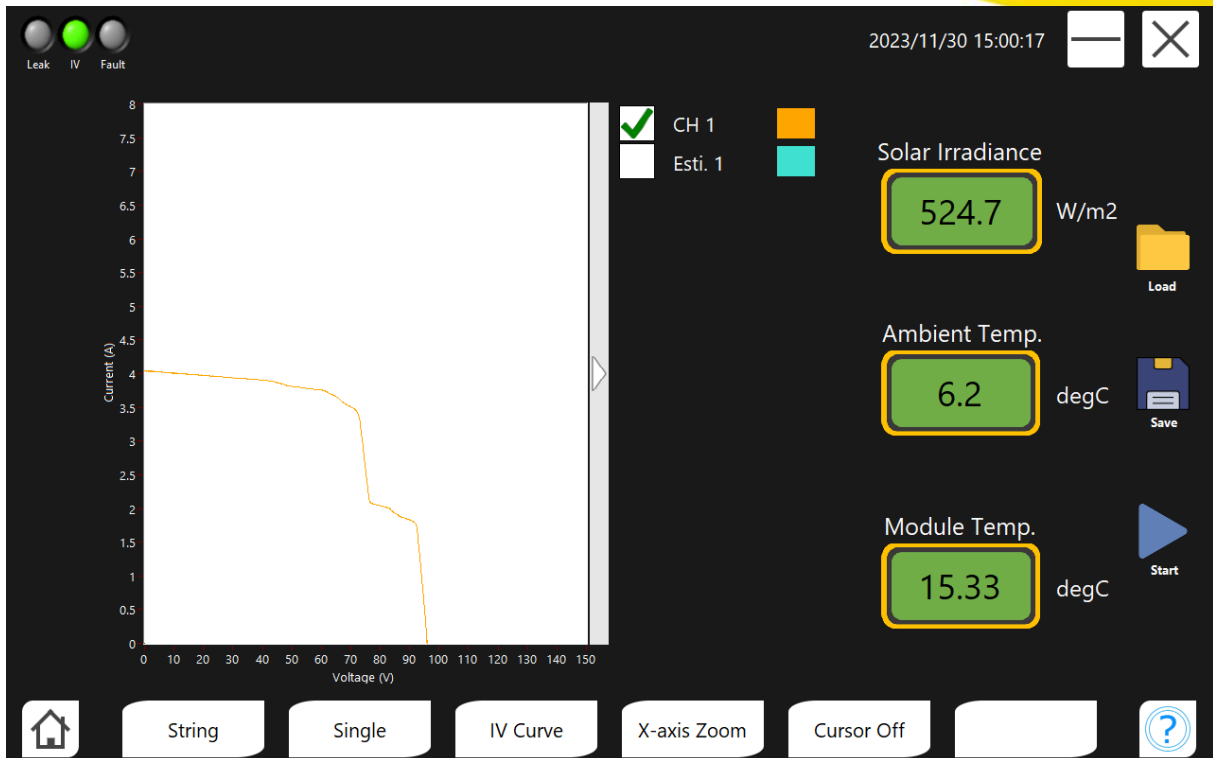 2023/11/30 15:00:17
Leak IV Fault
8
7.5
7
6.5
6
5.5
5
4.5
4
3.5
3
2.5
2
1.5
1
0.5
0
Current (A)
0 10 20 30 40 50 60 70 80 90 100 110 120 130 140 150
Voltage (V)
CH 1
Esti. 1
Solar Irradiance
524.7 W/m2
Ambient Temp.
6.2 degC
Module Temp.
15.33 degC
Load
Save
Start
String Single IV Curve X-axis Zoom Cursor Off ?